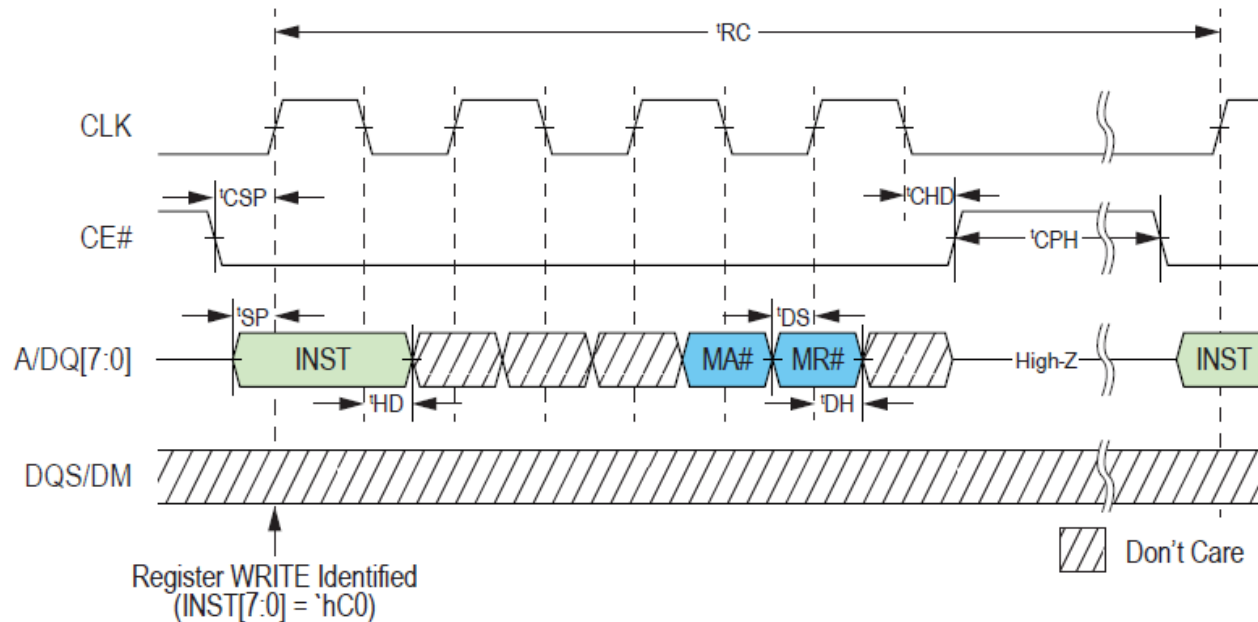 tRC
CLK
tCSP
tCHD
CE#
tCPH
tSP
tDS
A/DQ[7:0]
INST
MA#
MR#
High-Z
INST
tHD
tDH
DQS/DM
Don't Care
Register WRITE Identified
(INST[7:0] = `hC0)